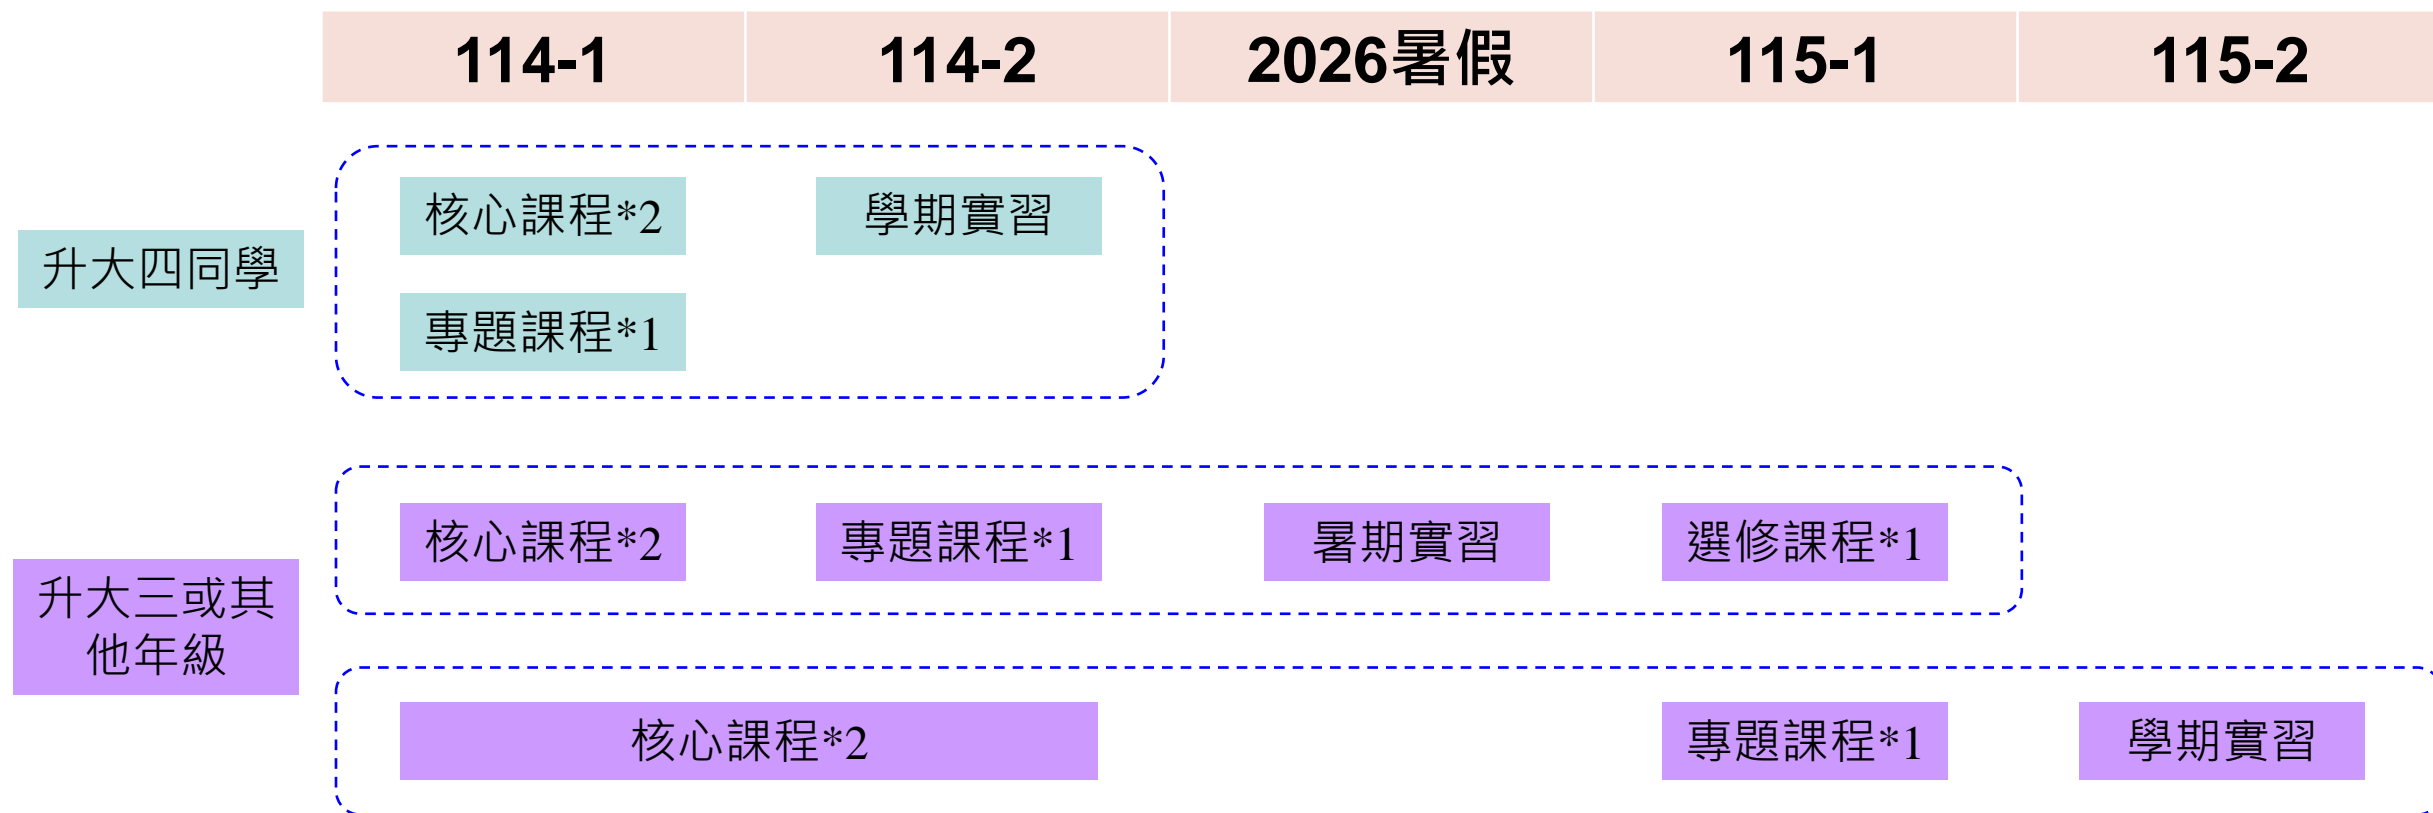 114-1
114-2
2026暑假
115-1
115-2
升大四同學
核心課程*2
學期實習
專題課程*1
升大三或其
他年級
核心課程*2
專題課程*1
暑期實習
選修課程*1
核心課程*2
專題課程*1
學期實習